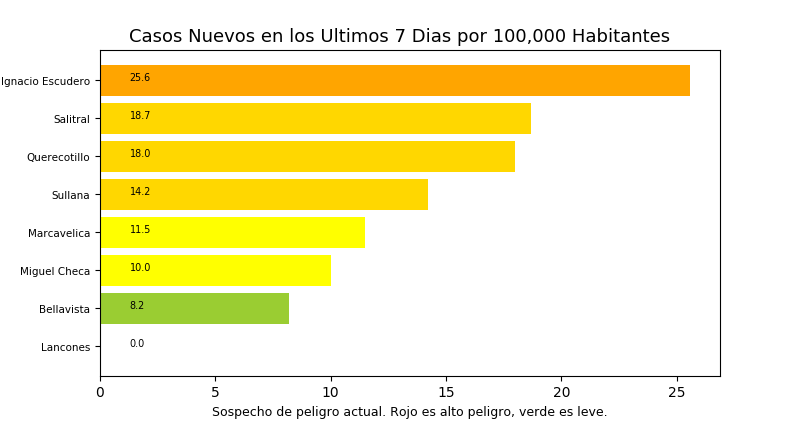 Casos Nuevos en los Ultimos 7 Dias por 100,000 Habitantes
Ignacio Escudero 25.6
Salitral 18.7
Querecotillo 18.0
Sullana 14.2
Marcavelica 11.5
Miguel Checa 10.0
Bellavista 8.2
Lancones 0.0
0 5 10 15 20 25
Sospecho de peligro actual. Rojo es alto peligro, verde es leve.